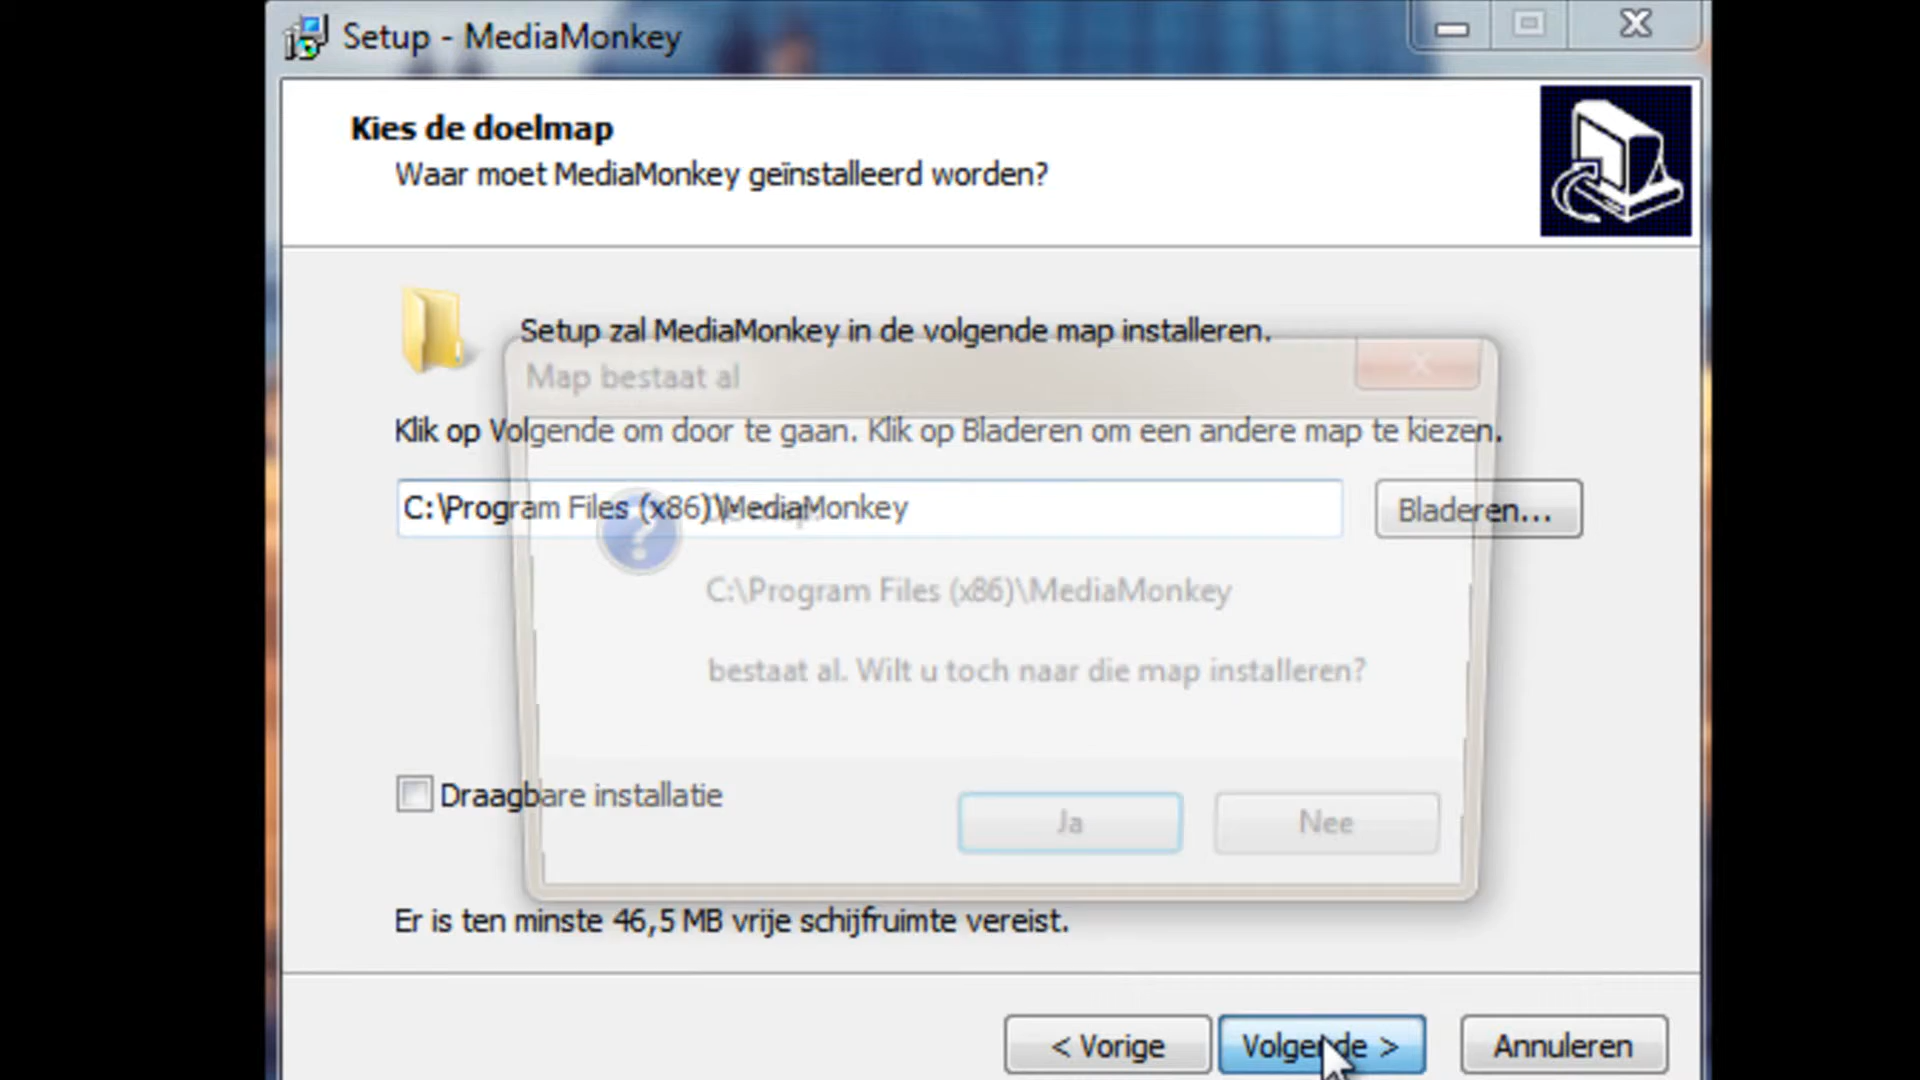 Setup - MediaMonkey
Kies de doelmap
Waar moet MediaMonkey geïnstalleerd worden?
Setup zal MediaMonkey in de volgende map installeren.
Map bestaat al
Klik op Volgende om door te gaan. Klik op Bladeren om een andere map te kiezen.
C:\Program Files (x86)\MediaMonkey
Bladeren...
C:\Program Files (x86)\MediaMonkey
bestaat al. Wilt u toch naar die map installeren?
Draagbare installatie
Ja
Nee
Er is ten minste 46,5 MB vrije schijfruimte vereist.
< Vorige
Volgende >
Annuleren